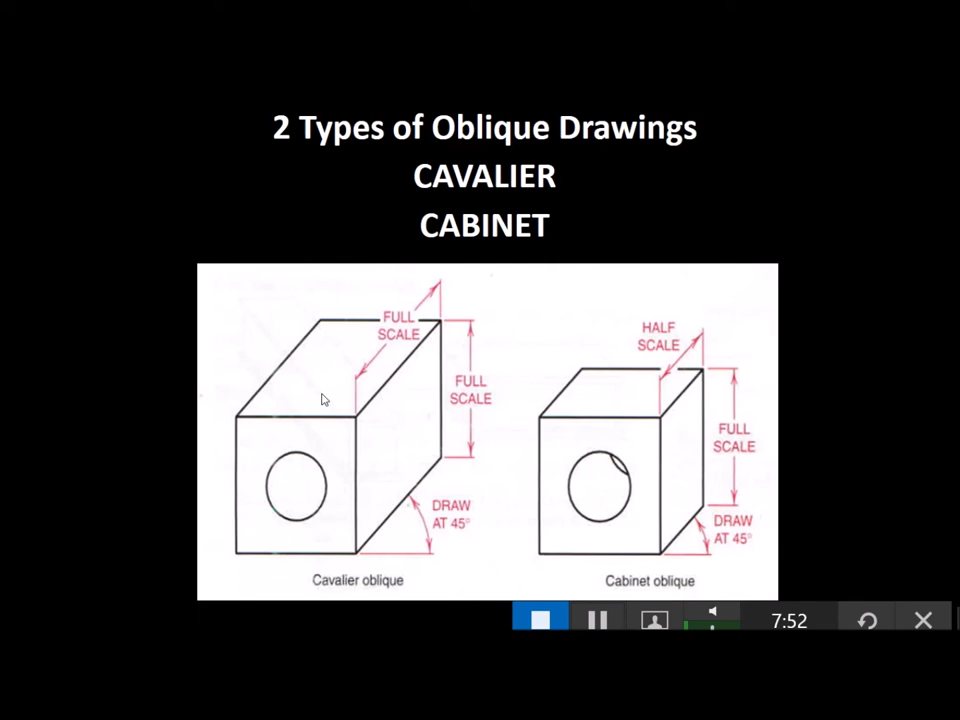 2 Types of Oblique Drawings
CAVALIER
CABINET
FULL
SCALE
FULL
SCALE
DRAW
AT 45°
Cavalier oblique
HALF
SCALE
FULL
SCALE
DRAW
AT 45°
Cabinet oblique
7:52